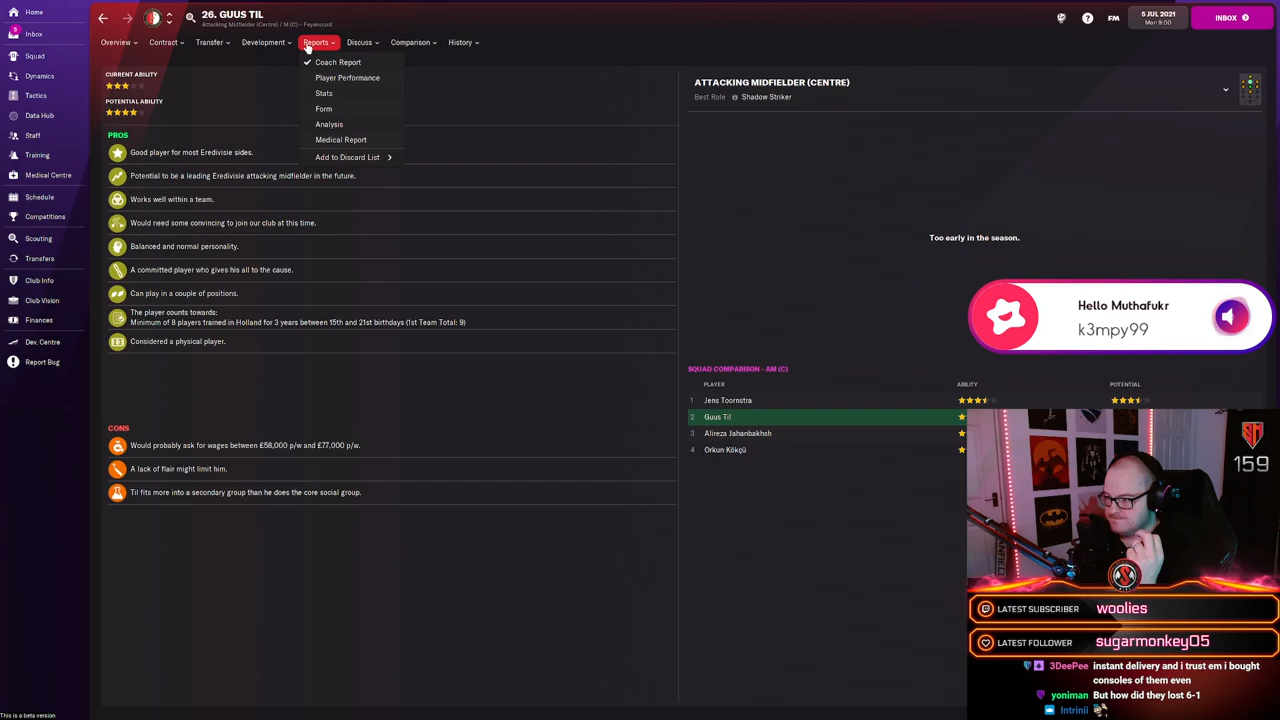 Home
5
Inbox
Squad
Dynamics
Tactics
Data Hub
Staff
Training
Medical Centre
Schedule
Competitions
Scouting
Transfers
Club Info
Club Vision
Finances
Dev. Centre
Report Bug
This is a beta version
26. GUUS TIL
Attacking Midfielder (Centre) / M (C) - Feyenoord
FM
5 JUL 2021
Mon 9:00
INBOX
Overview
Contract
Transfer
Development
Reports
Discuss
Comparison
History
Coach Report
Player Performance
Stats
Form
Analysis
Medical Report
Add to Discard List
CURRENT ABILITY
POTENTIAL ABILITY
PROS
Good player for most Eredivisie sides.
Potential to be a leading Eredivisie attacking midfielder in the future.
Works well within a team.
Would need some convincing to join our club at this time.
Balanced and normal personality.
A committed player who gives his all to the cause.
Can play in a couple of positions.
The player counts towards:
Minimum of 8 players trained in Holland for 3 years between 15th and 21st birthdays (1st Team Total: 9)
Considered a physical player.
CONS
Would probably ask for wages between £58,000 p/w and £77,000 p/w.
A lack of flair might limit him.
Til fits more into a secondary group than he does the core social group.
ATTACKING MIDFIELDER (CENTRE)
Best Role Shadow Striker
Too early in the season.
Hello Muthafukr
k3mpy99
SQUAD COMPARISON - AM (C)
PLAYER ABILITY POTENTIAL
1 Jens Toornstra
2 Guus Til
3 Alireza Jahanbakhsh
4 Orkun Kökçü
159
LATEST SUBSCRIBER woolies
LATEST FOLLOWER sugarmonkey05
3DeePee instant delivery and i trust em i bought
consoles of them even
yoniman But how did they lost 6-1
Intrinii